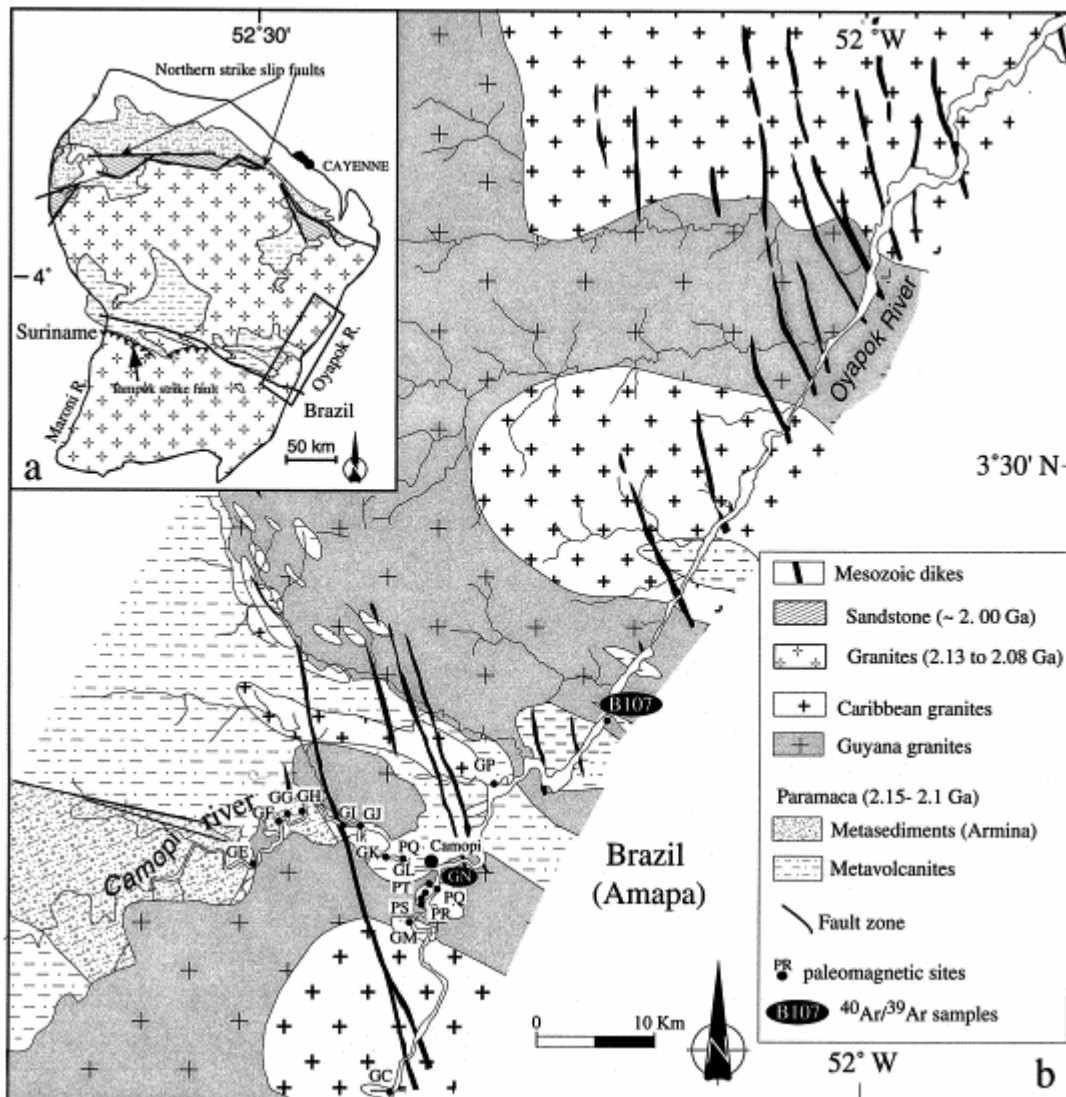 52°30'
Northern strike slip faults
CAYENNE
4°
Suriname
Tampok strike fault
Maroni R.
Oyapok R.
Brazil
50 km
a
52°W
Oyapok River
3°30' N
Mesozoic dikes
Sandstone (~ 2. 00 Ga)
Granites (2.13 to 2.08 Ga)
Caribbean granites
Guyana granites
Paramaca (2.15- 2.1 Ga)
Metasediments (Armina)
Metavolcanites
Fault zone
PR
paleomagnetic sites
B107
40Ar/39Ar samples
B107
GP
Camopi river
GE
GF
GG
GH
GI
GJ
GK
PQ
GL
Camopi
GN
PT
PQ
PS
PR
GM
GC
Brazil
(Amapa)
0
10 Km
N
52° W
b